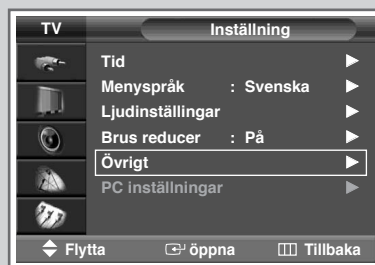 TV Inställning
Tid
Menyspråk : Svenska
Ljudinställingar
Brus reducer : På
Övrigt
PC inställningar
Flytta öppna Tillbaka